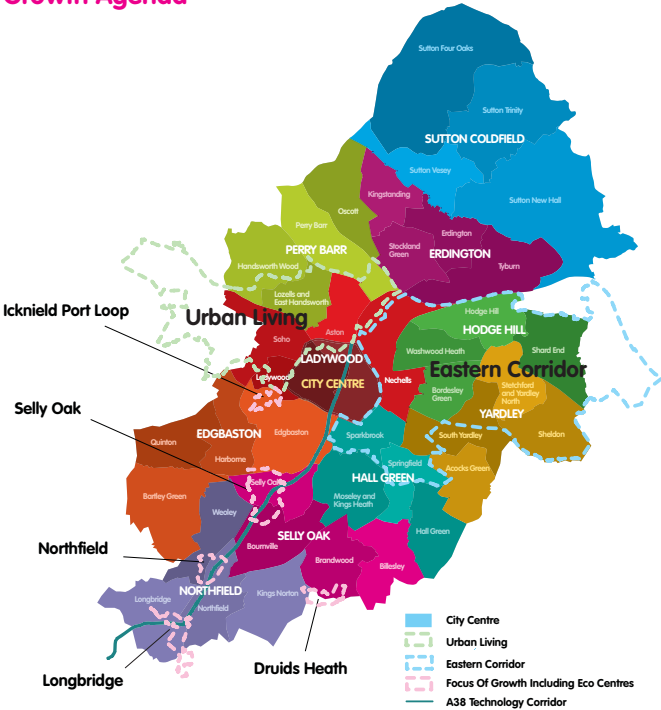 Growth Agenda
Sutton Four Oaks
Sutton Trinity
SUTTON COLDFIELD
Sutton Vesey
Kingstanding
Sutton New Hall
Oscott
Perry Barr
Erdington
Stockland
Green
PERRY BARR
ERDINGTON
Handsworth Wood
Tyburn
Lozells and
East Handsworth
Icknield Port Loop
Urban Living
Hodge Hill
Aston
HODGE HILL
Soho
Washwood Heath
Shard End
LADYWOOD
Ladywood
Nechells
Eastern Corridor
CITY CENTRE
Bordesley
Green
Stetchford
and Yardley
North
Selly Oak
YARDLEY
EDGBASTON
Edgbaston
Sparkbrook
South Yardley
Sheldon
Quinton
Harborne
Springfield
Acocks Green
Selly Oak
HALL GREEN
Bartley Green
Moseley and
Kings Heath
Weoley
Hall Green
SELLY OAK
Bournville
Northfield
Brandwood
Billesley
NORTHFIELD
Longbridge
Kings Norton
Northfield
City Centre
Urban Living
Druids Heath
Eastern Corridor
Longbridge
Focus Of Growth Including Eco Centres
A38 Technology Corridor